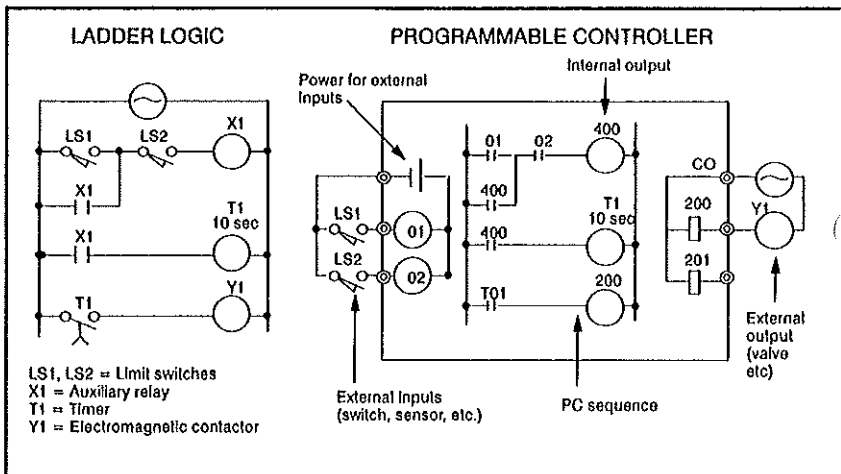 LADDER LOGIC
X1
LS1
LS2
X1
X1
T1
10 sec
T1
Y1
LS1, LS2 = Limit switches
X1 = Auxiliary relay
T1 = Timer
Y1 = Electromagnetic contactor
PROGRAMMABLE CONTROLLER
Power for external
inputs
Internal output
01
02
400
400
400
T1
10 sec
T01
200
LS1
01
LS2
02
CO
200
Y1
201
External inputs
(switch, sensor, etc.)
PC sequence
External
output
(valve
etc)